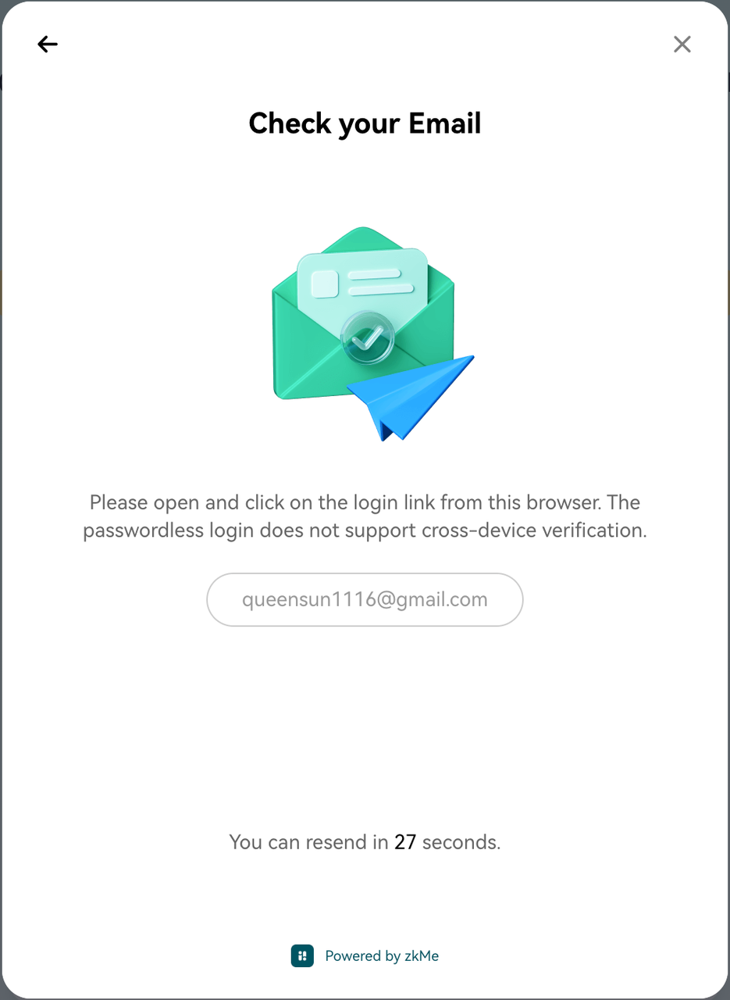 Check your Email
Please open and click on the login link from this browser. The
passwordless login does not support cross-device verification.
queensun1116@gmail.com
You can resend in 27 seconds.
Powered by zkMe